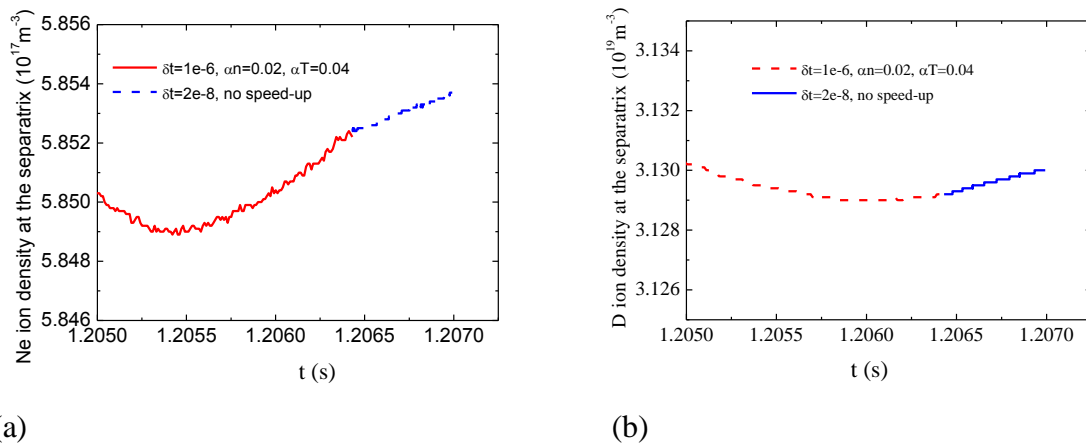 Ne ion density at the separatrix (10^17 m^-3)
5.856
5.854
5.852
5.850
5.848
5.846
δt=1e-6, αn=0.02, αT=0.04
δt=2e-8, no speed-up
1.2050 1.2055 1.2060 1.2065 1.2070
t (s)
(a)
D ion density at the separatrix (10^19 m^-3)
3.134
3.132
3.130
3.128
3.126
δt=1e-6, αn=0.02, αT=0.04
δt=2e-8, no speed-up
1.2050 1.2055 1.2060 1.2065 1.2070
t (s)
(b)